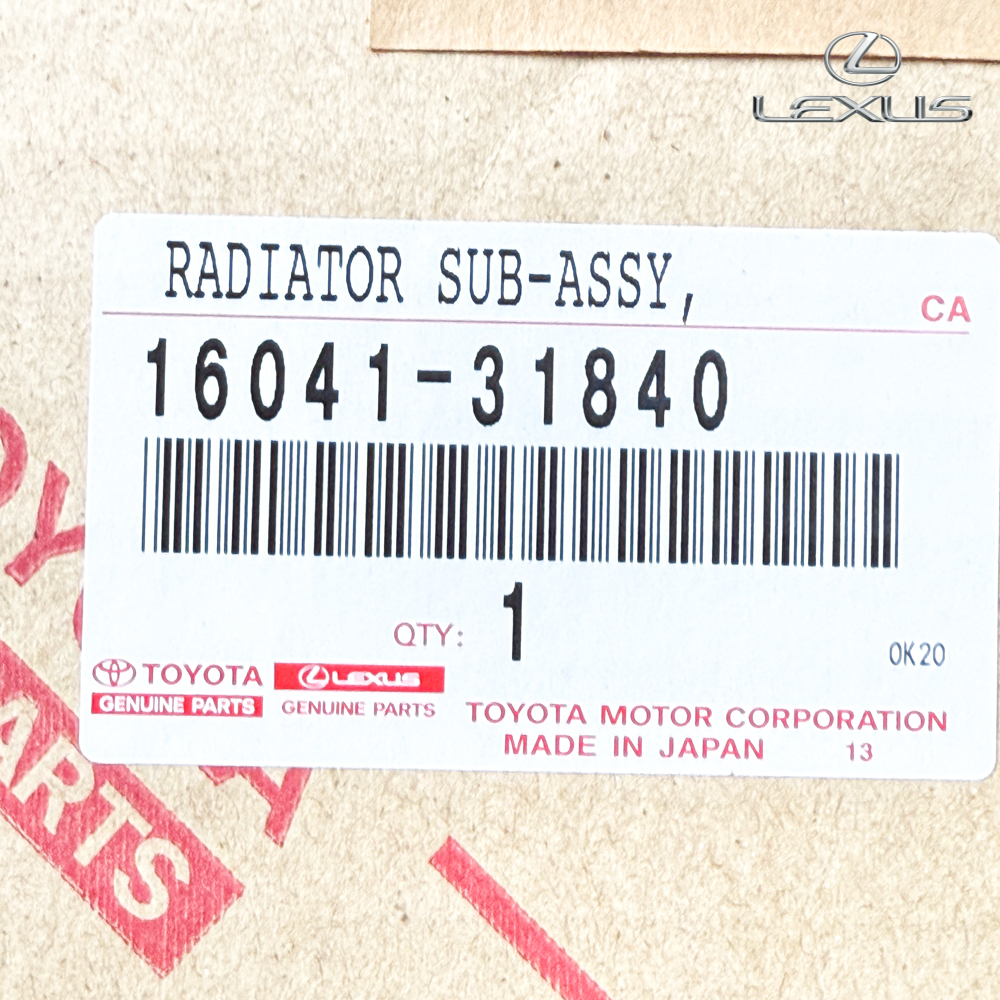 LEXUS
RADIATOR SUB-ASSY,
CA
16041-31840
QTY: 1
0K20
TOYOTA LEXUS
GENUINE PARTS GENUINE PARTS
TOYOTA MOTOR CORPORATION
MADE IN JAPAN 13
ARTS